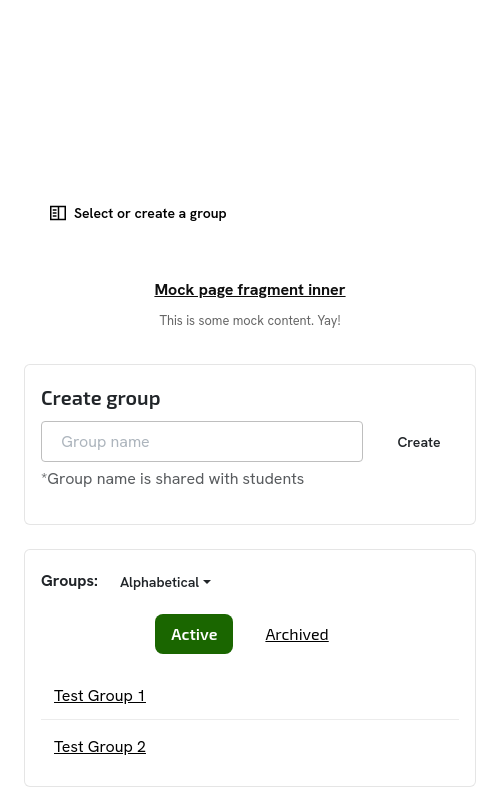 Select or create a group
Mock page fragment inner
This is some mock content. Yay!
Create group
Group name
Create
*Group name is shared with students
Groups:
Alphabetical
Active
Archived
Test Group 1
Test Group 2